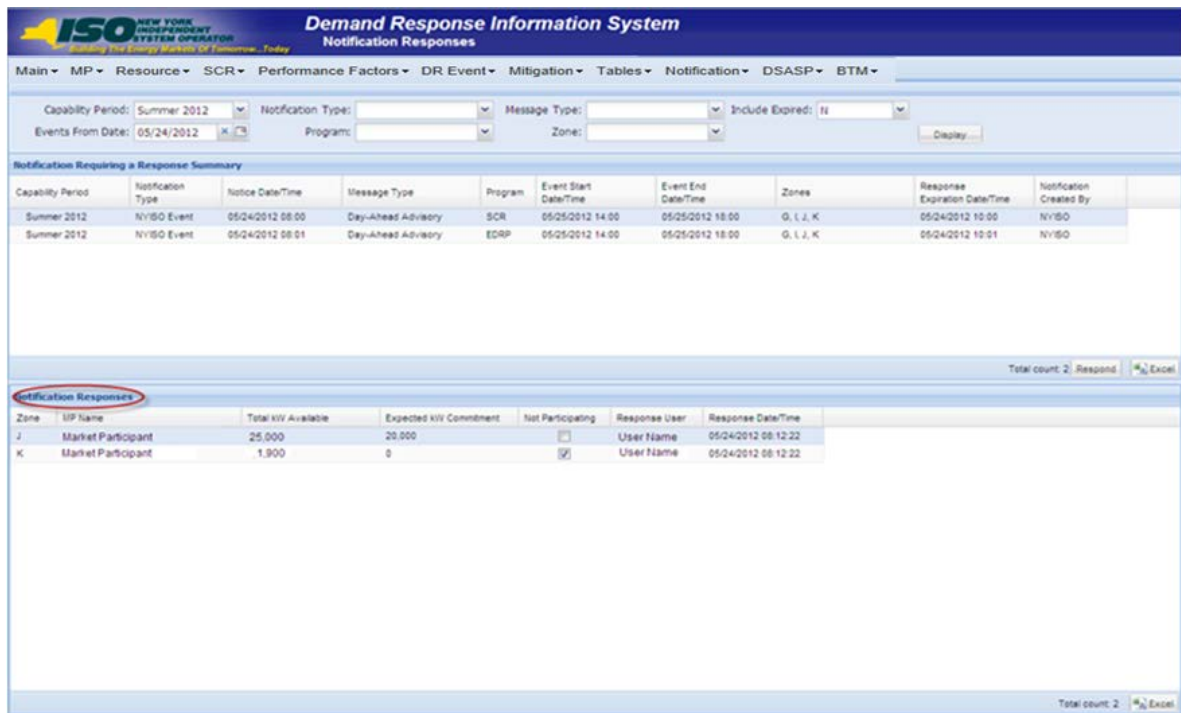 NEW YORK
ISO INDEPENDENT
SYSTEM OPERATOR
Building The Energy Markets Of Tomorrow...Today
Demand Response Information System
Notification Responses
Main MP Resource SCR Performance Factors DR Event Mitigation Tables Notification DSASP BTM
Capability Period: Summer 2012 Notification Type: Message Type: Include Expired: N
Events From Date: 05/24/2012 Program: Zone: Display
Notification Requiring a Response Summary
Capability Period Notification Type Notice Date/Time Message Type Program Event Start Date/Time Event End Date/Time Zones Response Expiration Date/Time Notification Created By
Summer 2012 NYISO Event 05/24/2012 08:00 Day-Ahead Advisory SCR 05/25/2012 14:00 05/25/2012 18:00 G, I, J, K 05/24/2012 10:00 NYISO
Summer 2012 NYISO Event 05/24/2012 08:01 Day-Ahead Advisory EDRP 05/25/2012 14:00 05/25/2012 18:00 G, I, J, K 05/24/2012 10:01 NYISO
Total count: 2 Respond Excel
Notification Responses
Zone MP Name Total kW Available Expected kW Commitment Not Participating Response User Response Date/Time
J Market Participant 25,000 20,000 User Name 05/24/2012 08:12:22
K Market Participant 1,900 0 User Name 05/24/2012 08:12:22
Total count: 2 Excel